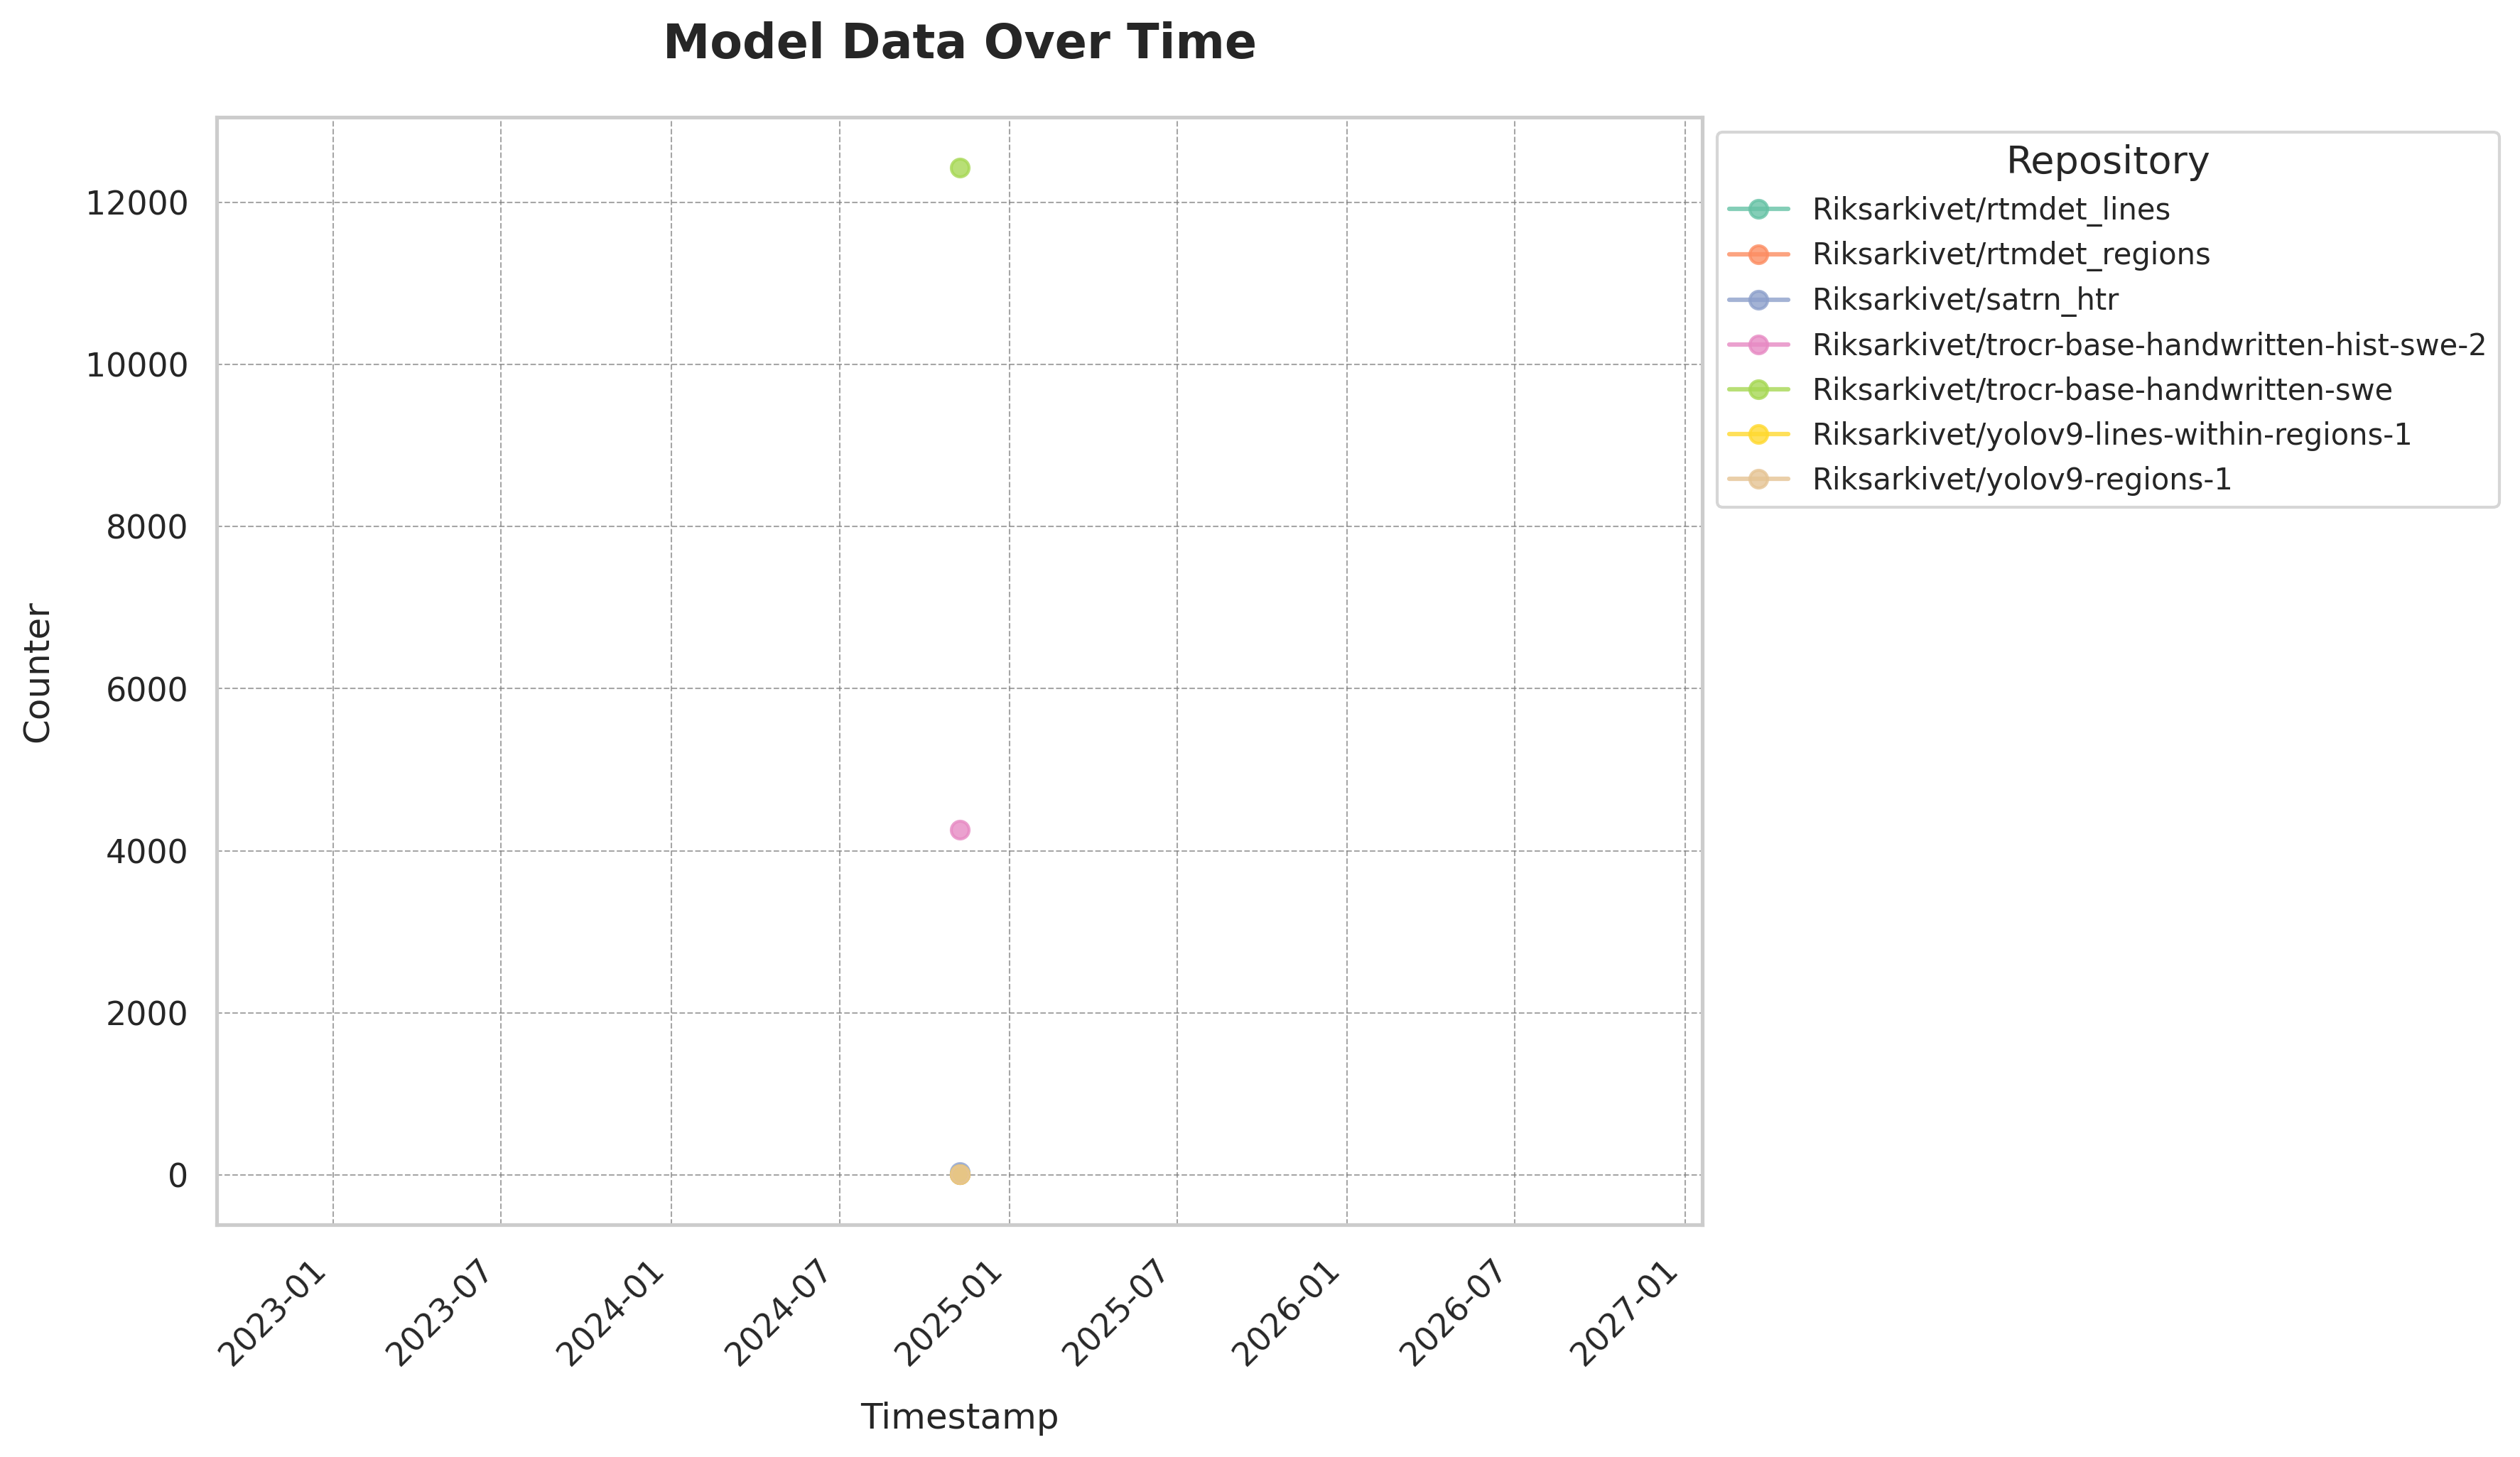 Model Data Over Time
Repository
Riksarkivet/rtmdet_lines
Riksarkivet/rtmdet_regions
Riksarkivet/satrn_htr
Riksarkivet/trocr-base-handwritten-hist-swe-2
Riksarkivet/trocr-base-handwritten-swe
Riksarkivet/yolov9-lines-within-regions-1
Riksarkivet/yolov9-regions-1
Counter
12000
10000
8000
6000
4000
2000
0
2023-01
2023-07
2024-01
2024-07
2025-01
2025-07
2026-01
2026-07
2027-01
Timestamp